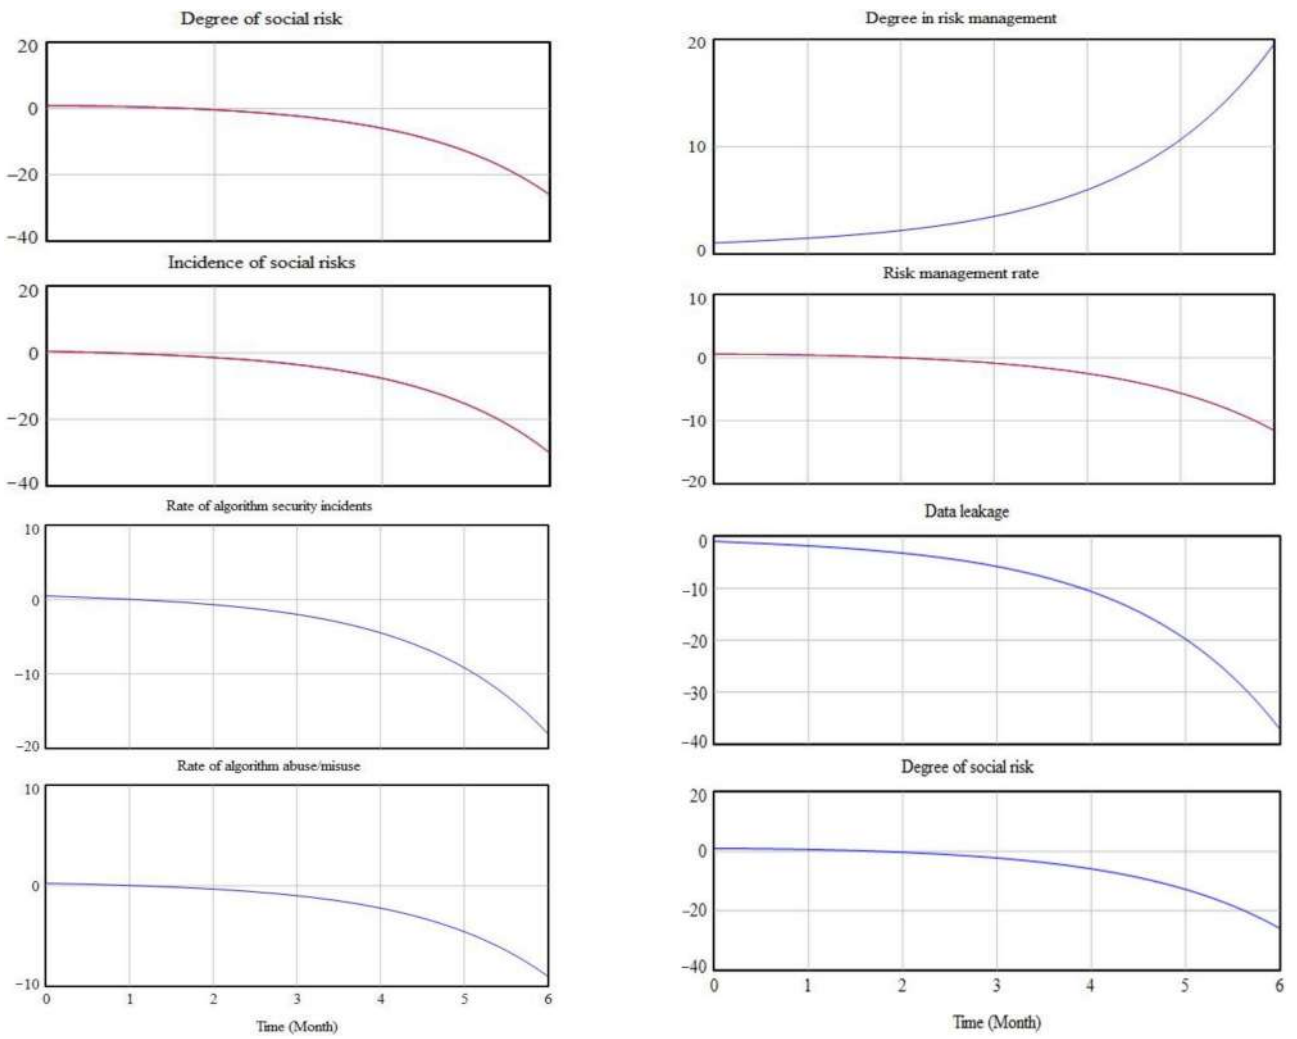 Degree of social risk
20
0
−20
−40
Incidence of social risks
20
0
−20
−40
Rate of algorithm security incidents
10
0
−10
−20
Rate of algorithm abuse/misuse
10
0
−10
0 1 2 3 4 5 6
Time (Month)
Degree in risk management
20
10
0
Risk management rate
10
0
−10
−20
Data leakage
0
−10
−20
−30
−40
Degree of social risk
20
0
−20
−40
0 1 2 3 4 5 6
Time (Month)